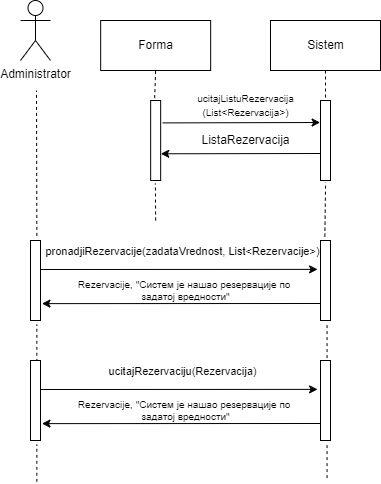 Forma
Sistem
Administrator
ucitajListuRezervacija
(List<Rezervacija>)
ListaRezervacija
pronadjiRezervacije(zadataVrednost, List<Rezervacije>)
Rezervacije, "Систем је нашао резервације по
задатој вредности"
ucitajRezervaciju(Rezervacija)
Rezervacije, "Систем је нашао резервације по
задатој вредности"